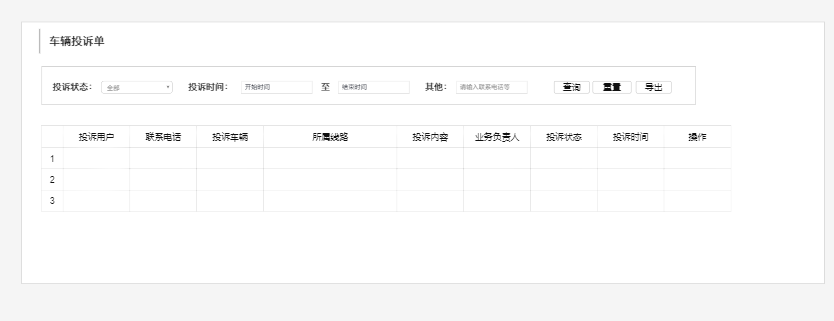 车辆投诉单
投诉状态： 全部 投诉时间： 开始时间 至 结束时间 其他： 请输入联系电话等 查询 重置 导出
投诉用户 联系电话 投诉车辆 所属线路 投诉内容 业务负责人 投诉状态 投诉时间 操作
1
2
3